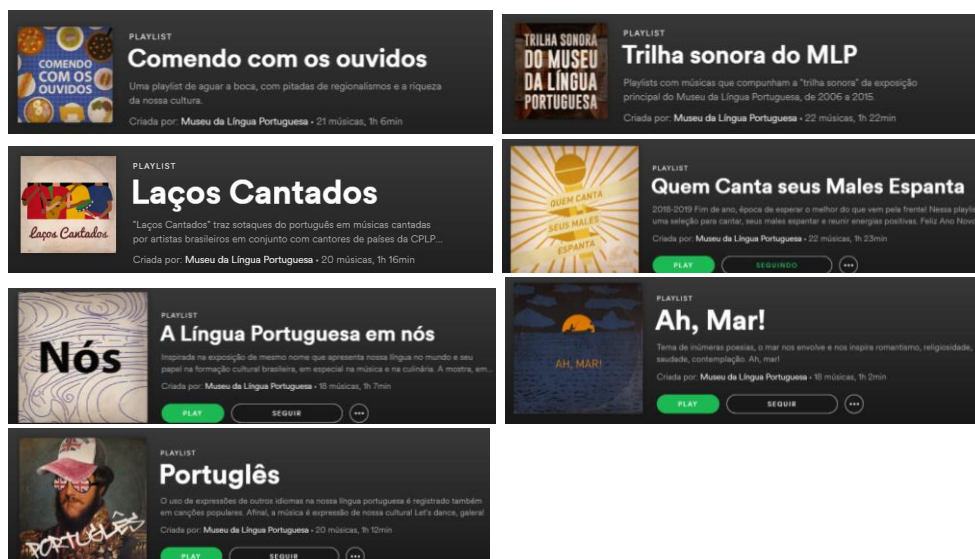 COMENDO
COM OS
OUVIDOS
PLAYLIST
Comendo com os ouvidos
Uma playlist de aguar a boca, com pitadas de regionalismos e a riqueza
da nossa cultura.
Criada por: Museu da Língua Portuguesa • 21 músicas, 1h 6min
TRILHA SONORA
DO MUSEU
DA LÍNGUA
PORTUGUESA
PLAYLIST
Trilha sonora do MLP
Playlists com músicas que compunham a "trilha sonora" da exposição
principal do Museu da Língua Portuguesa, de 2006 a 2015.
Criada por: Museu da Língua Portuguesa • 22 músicas, 1h 22min
Laços Cantados
PLAYLIST
Laços Cantados
"Laços Cantados" traz sotaques do português em músicas cantadas
por artistas brasileiros em conjunto com cantores de países da CPLP...
Criada por: Museu da Língua Portuguesa • 20 músicas, 1h 16min
QUEM CANTA
SEUS MALES
ESPANTA
PLAYLIST
Quem Canta seus Males Espanta
2018-2019 Fim de ano, época de esperar o melhor do que vem pela frente! Nessa playlis
uma seleção para cantar, seus males espantar e reunir energias positivas. Feliz Ano Novo
Criada por: Museu da Língua Portuguesa • 22 músicas, 1h 23min
PLAY
SEGUINDO
Nós
PLAYLIST
A Língua Portuguesa em nós
Inspirada na exposição de mesmo nome que apresenta nossa língua no mundo e seu
papel na formação cultural brasileira, em especial na música e na culinária. A mostra, em...
Criada por: Museu da Língua Portuguesa • 18 músicas, 1h 7min
PLAY
SEGUIR
AH, MAR!
PLAYLIST
Ah, Mar!
Tema de inúmeras poesias, o mar nos envolve e nos inspira romantismo, religiosidade,
saudade, contemplação. Ah, mar!
Criada por: Museu da Língua Portuguesa • 18 músicas, 1h 2min
PLAY
SEGUIR
PORTUGLÊS
PLAYLIST
Portuglês
O uso de expressões de outros idiomas na nossa língua portuguesa é registrado também
em canções populares. Afinal, a música é expressão de nossa cultura! Let's dance, galera!
Criada por: Museu da Língua Portuguesa • 20 músicas, 1h 12min
PLAY
SEGUIR